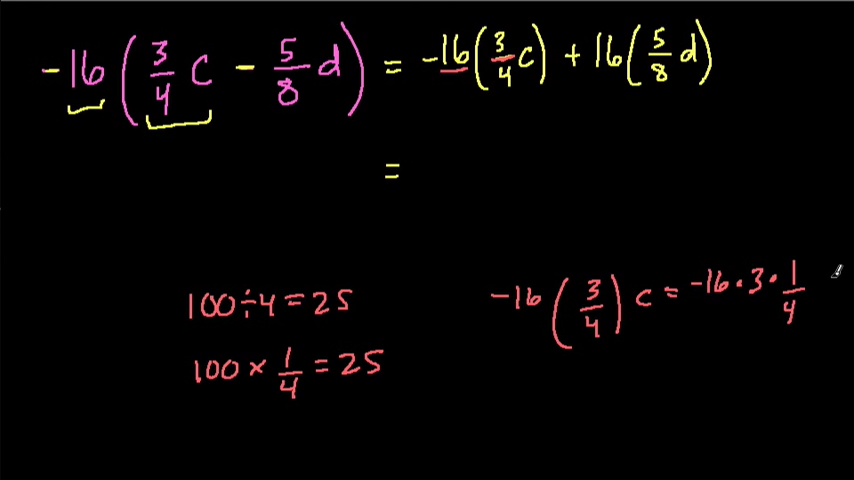 -16 ( 3/4 c - 5/8 d ) = -16 ( 3/4 c ) + 16 ( 5/8 d )
=
100 ÷ 4 = 25
100 × 1/4 = 25
-16 ( 3/4 ) c = -16 · 3 · 1/4